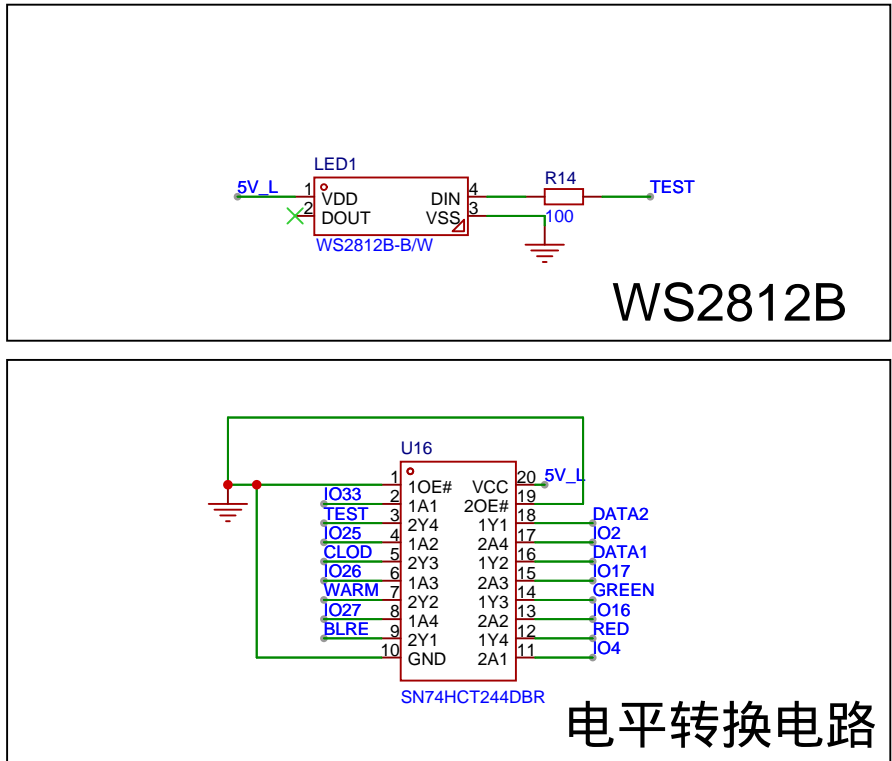 LED1
5V_L 1 VDD DIN 4 R14 TEST
2 DOUT VSS 3 100
WS2812B-B/W
WS2812B
U16
1 1OE# VCC 20 5V_L
IO33 2 1A1 2OE# 19
TEST 3 2Y4 1Y1 18 DATA2
IO25 4 1A2 2A4 17 IO2
CLOD 5 2Y3 1Y2 16 DATA1
IO26 6 1A3 2A3 15 IO17
WARM 7 2Y2 1Y3 14 GREEN
IO27 8 1A4 2A2 13 IO16
BLRE 9 2Y1 1Y4 12 RED
10 GND 2A1 11 IO4
SN74HCT244DBR
电平转换电路